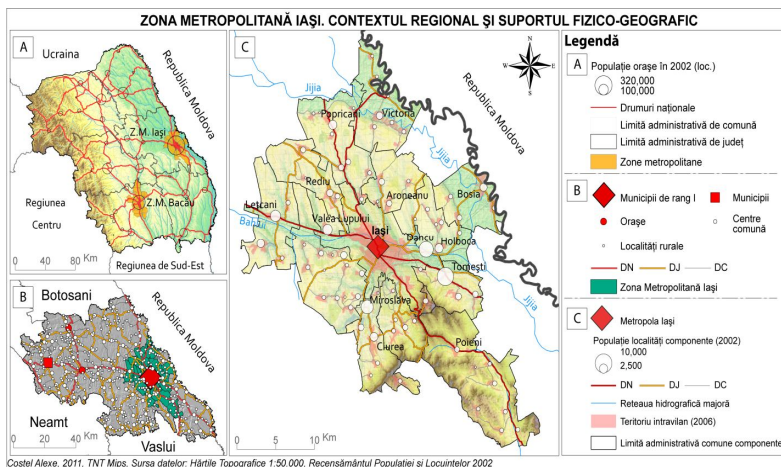 ZONA METROPOLITANĂ IAŞI. CONTEXTUL REGIONAL ŞI SUPORTUL FIZICO-GEOGRAFIC
A
Ucraina
Republica Moldova
Z.M. Iaşi
Z.M. Bacău
Regiunea
Centru
Regiunea de Sud-Est
0 40 80 Km
B
Botosani
Republica Moldova
Neamt
Vaslui
0 20 40 Km
C
Jijia
Republica Moldova
N
E
S
Popricani
Victoria
Jijia
Rediu
Aroneanu
Bosia
Leţcani
Valea Lupului
Bahlui
Iaşi
Dancu
Holboca
Tomeşti
Jijia
Miroslava
Ciurea
Poieni
0 5 10 Km
Legendă
A
Populaţie oraşe în 2002 (loc.)
320,000
100,000
Drumuri naţionale
Limită administrativă de comună
Limită administrativă de judeţ
Zone metropolitane
B
Municipii de rang I
Municipii
Oraşe
Centre comună
Localităţi rurale
DN DJ DC
Zonă Metropolitană Iaşi
C
Metropola Iaşi
Populaţie localităţi componente (2002)
10,000
2,500
DN DJ DC
Reteaua hidrografică majoră
Teritoriu intravilan (2006)
Limită administrativă comune componente
Costel Alexe, 2011, TNT Mips, Sursa datelor: Hărţile Topografice 1:50.000, Recensământul Populaţiei şi Locuinţelor 2002